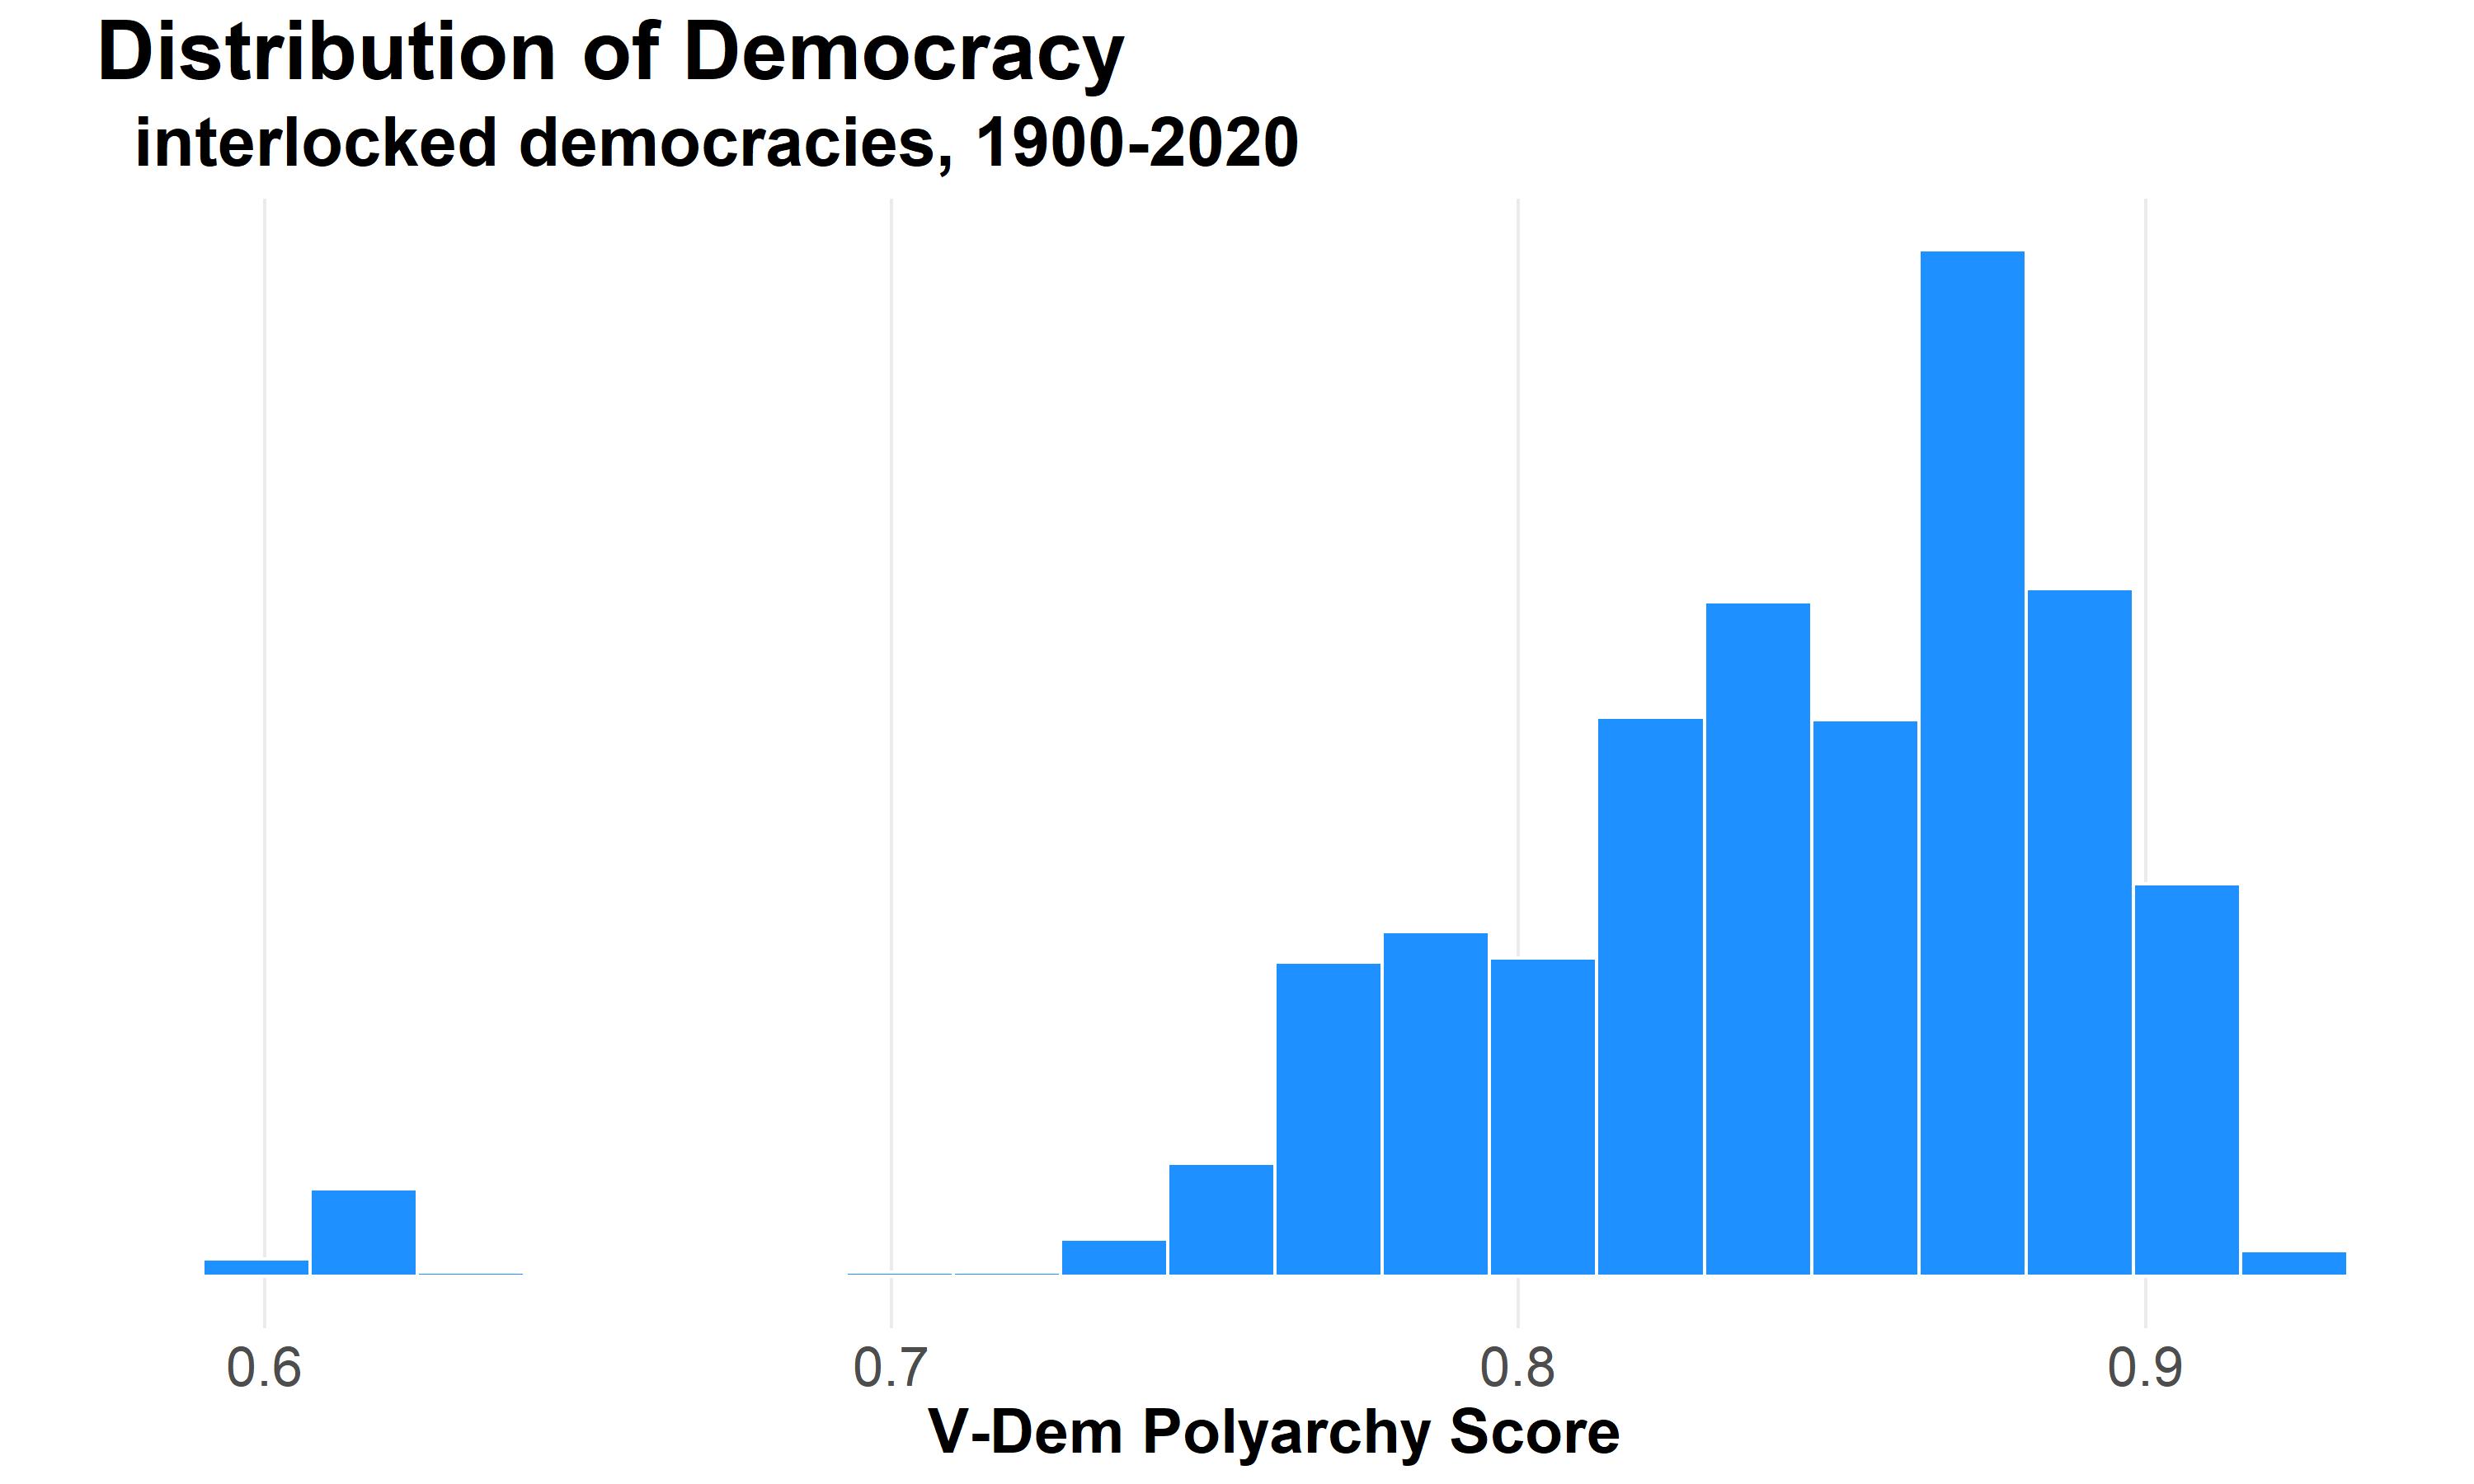 Distribution of Democracy
interlocked democracies, 1900-2020
0.6 0.7 0.8 0.9
V-Dem Polyarchy Score